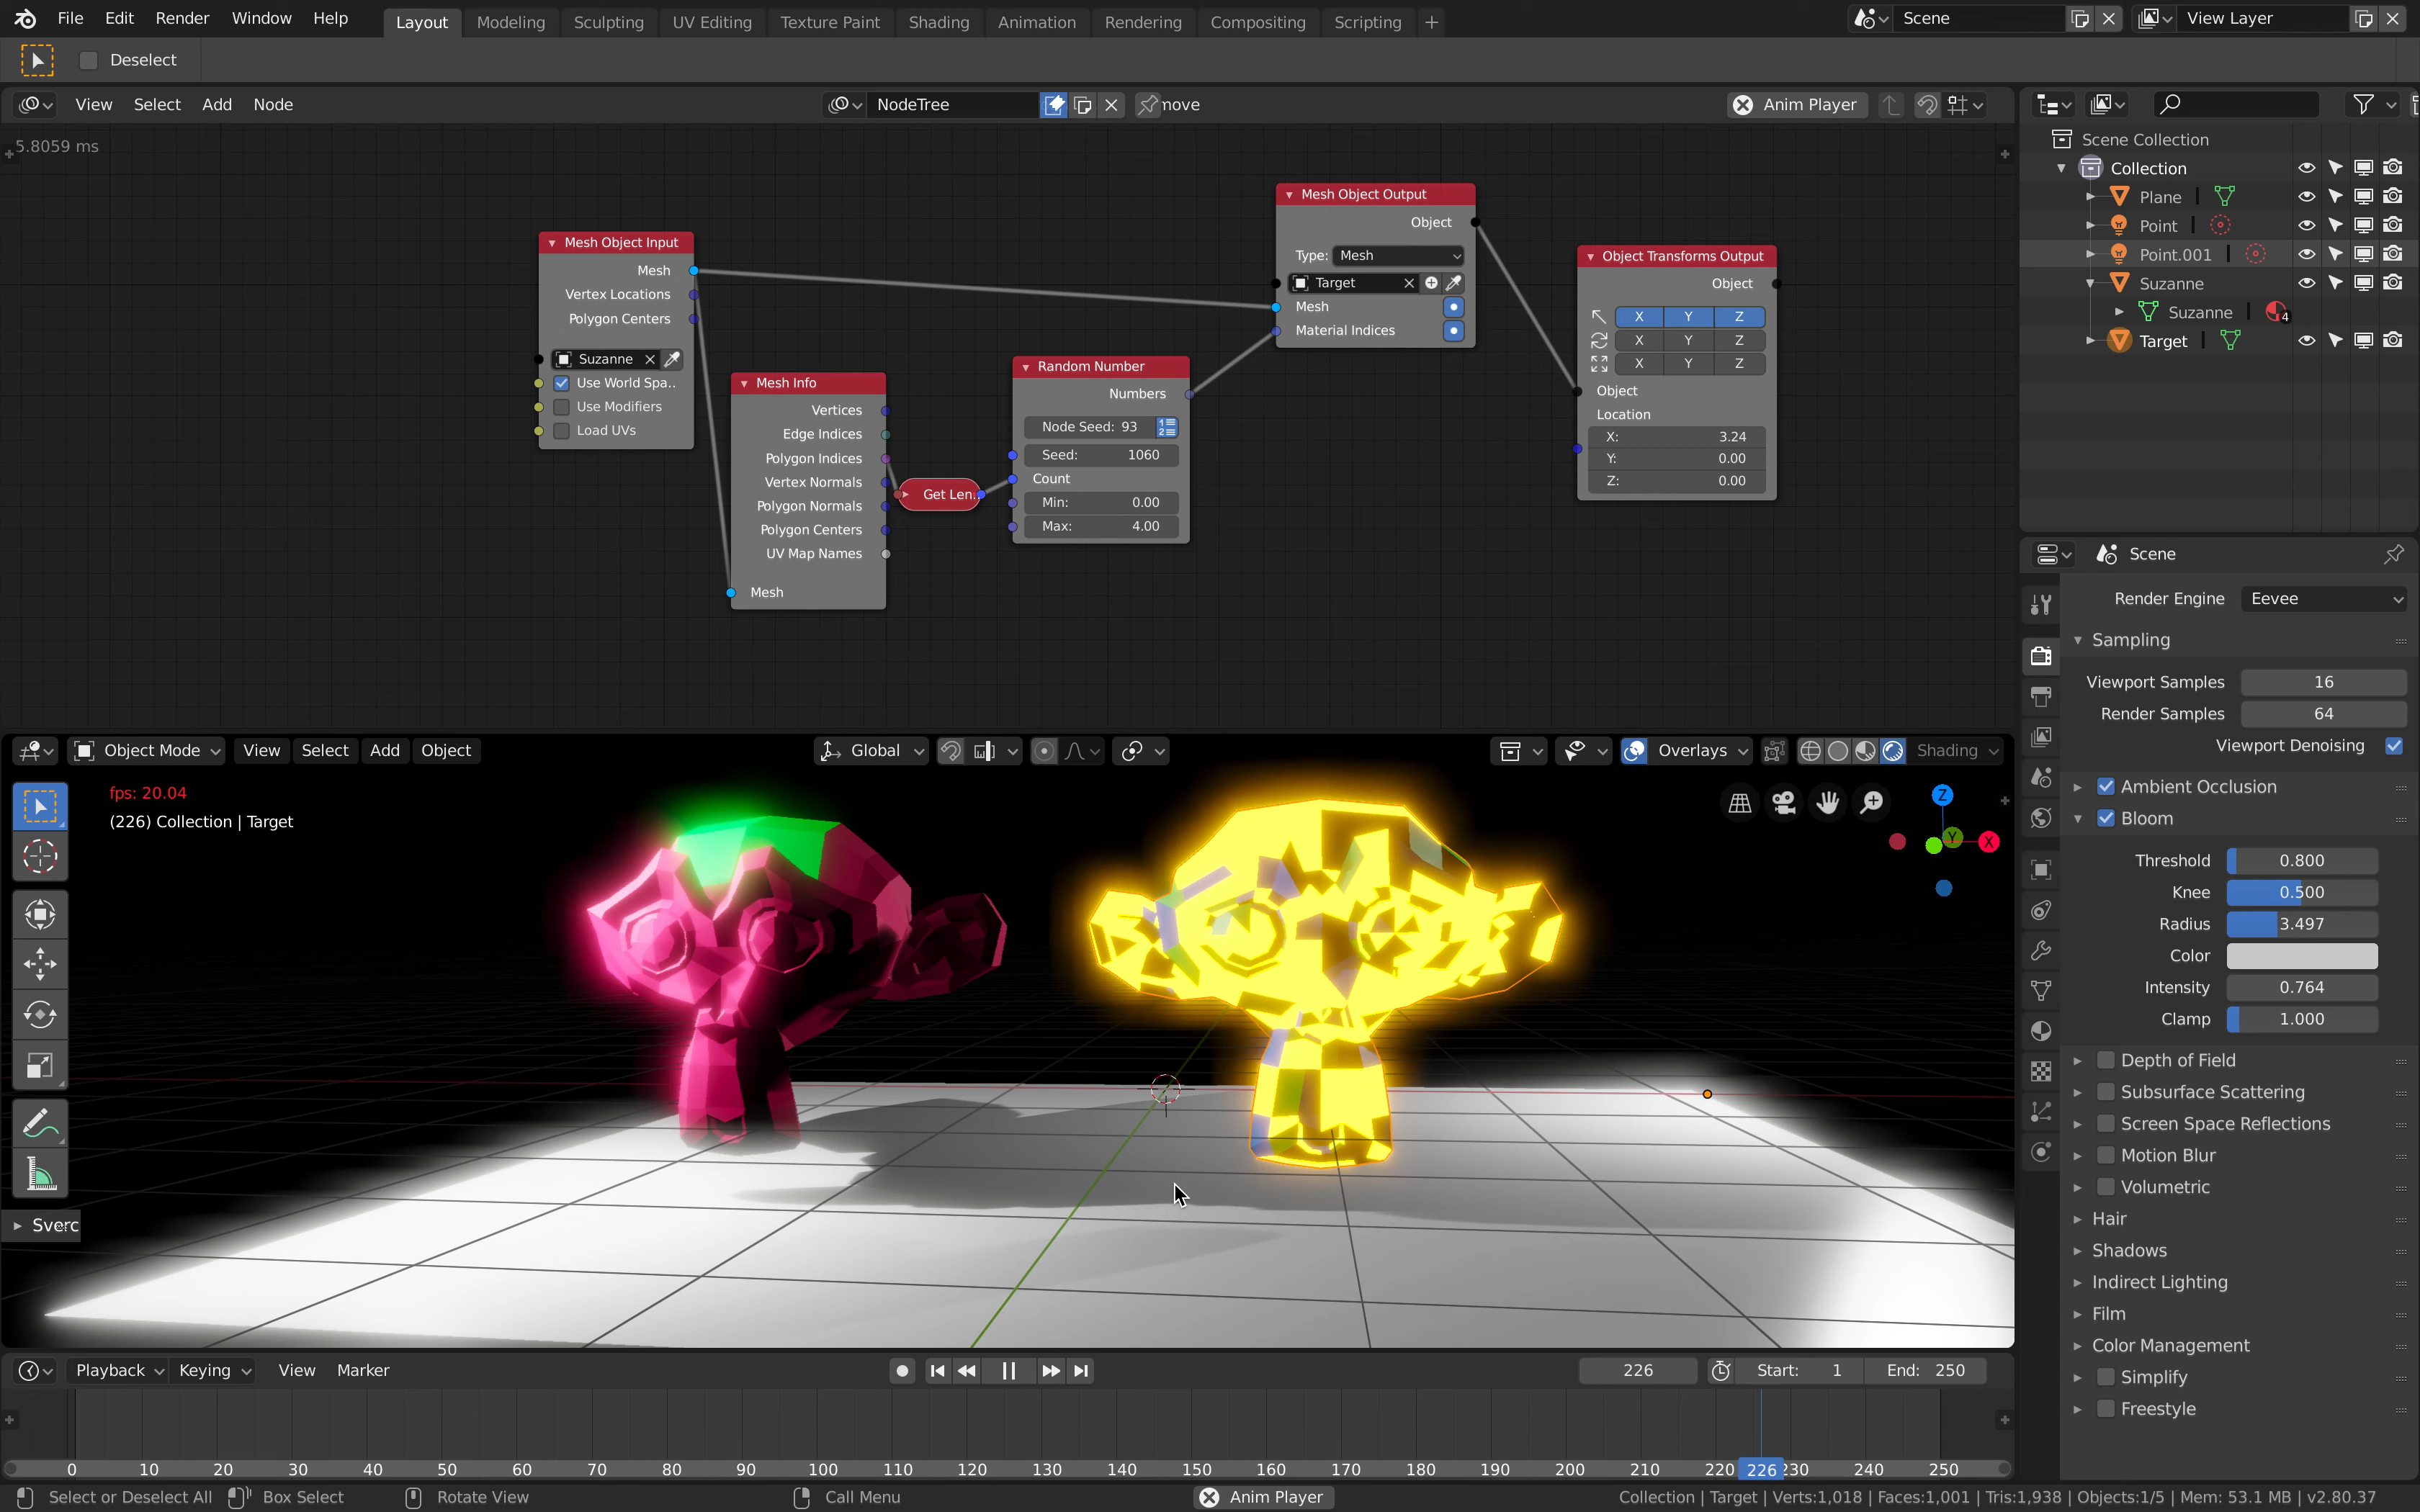 File Edit Render Window Help Layout Modeling Sculpting UV Editing Texture Paint Shading Animation Rendering Compositing Scripting + Scene View Layer
Deselect
View Select Add Node NodeTree move Anim Player
5.8059 ms
Mesh Object Input
Mesh
Vertex Locations
Polygon Centers
Suzanne
Use World Spa..
Use Modifiers
Load UVs
Mesh Info
Vertices
Edge Indices
Polygon Indices
Vertex Normals
Polygon Normals
Polygon Centers
UV Map Names
Mesh
Get Len..
Random Number
Numbers
Node Seed: 93
Seed: 1060
Count
Min: 0.00
Max: 4.00
Mesh Object Output
Object
Type: Mesh
Target
Mesh
Material Indices
Object Transforms Output
Object
X Y Z
X Y Z
X Y Z
Object
Location
X: 3.24
Y: 0.00
Z: 0.00
Scene Collection
Collection
Plane
Point
Point.001
Suzanne
Suzanne 4
Target
Scene
Render Engine Eevee
Sampling
Viewport Samples 16
Render Samples 64
Viewport Denoising
Ambient Occlusion
Bloom
Threshold 0.800
Knee 0.500
Radius 3.497
Color
Intensity 0.764
Clamp 1.000
Depth of Field
Subsurface Scattering
Screen Space Reflections
Motion Blur
Volumetric
Hair
Shadows
Indirect Lighting
Film
Color Management
Simplify
Freestyle
Object Mode View Select Add Object Global Overlays Shading
fps: 20.04
(226) Collection | Target
Z
Y
X
Sverc
Playback Keying View Marker 226 Start: 1 End: 250
0 10 20 30 40 50 60 70 80 90 100 110 120 130 140 150 160 170 180 190 200 210 220 226 230 240 250
Select or Deselect All Box Select Rotate View Call Menu Anim Player Collection | Target | Verts:1,018 | Faces:1,001 | Tris:1,938 | Objects:1/5 | Mem: 53.1 MB | v2.80.37